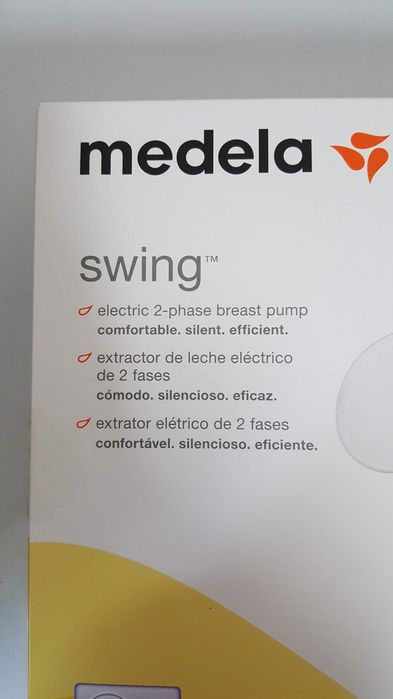 medela
swing™
electric 2-phase breast pump
comfortable. silent. efficient.
extractor de leche eléctrico
de 2 fases
cómodo. silencioso. eficaz.
extrator elétrico de 2 fases
confortável. silencioso. eficiente.